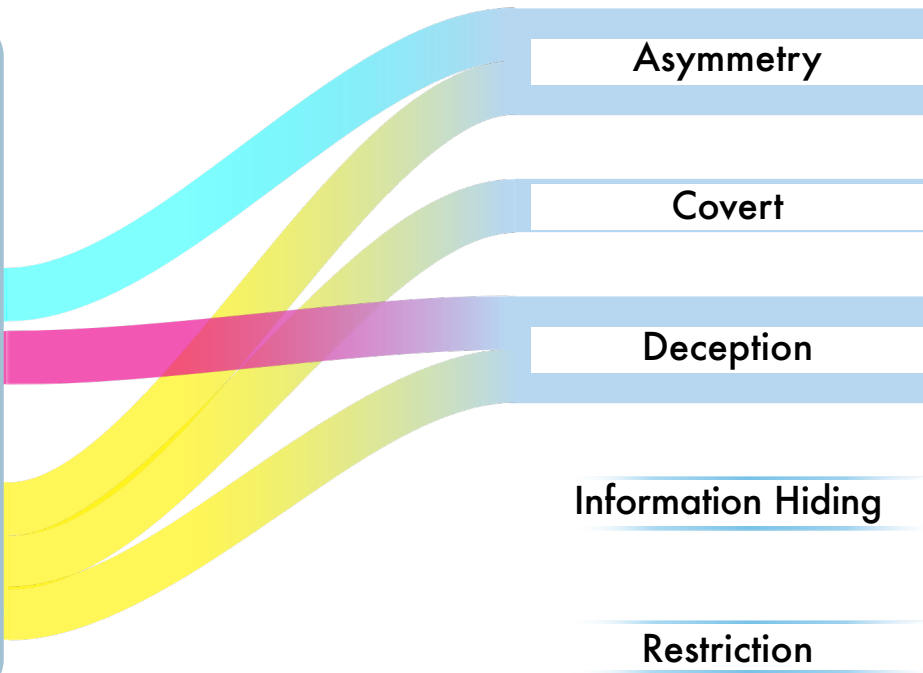 Asymmetry
Covert
Deception
Information Hiding
Restriction